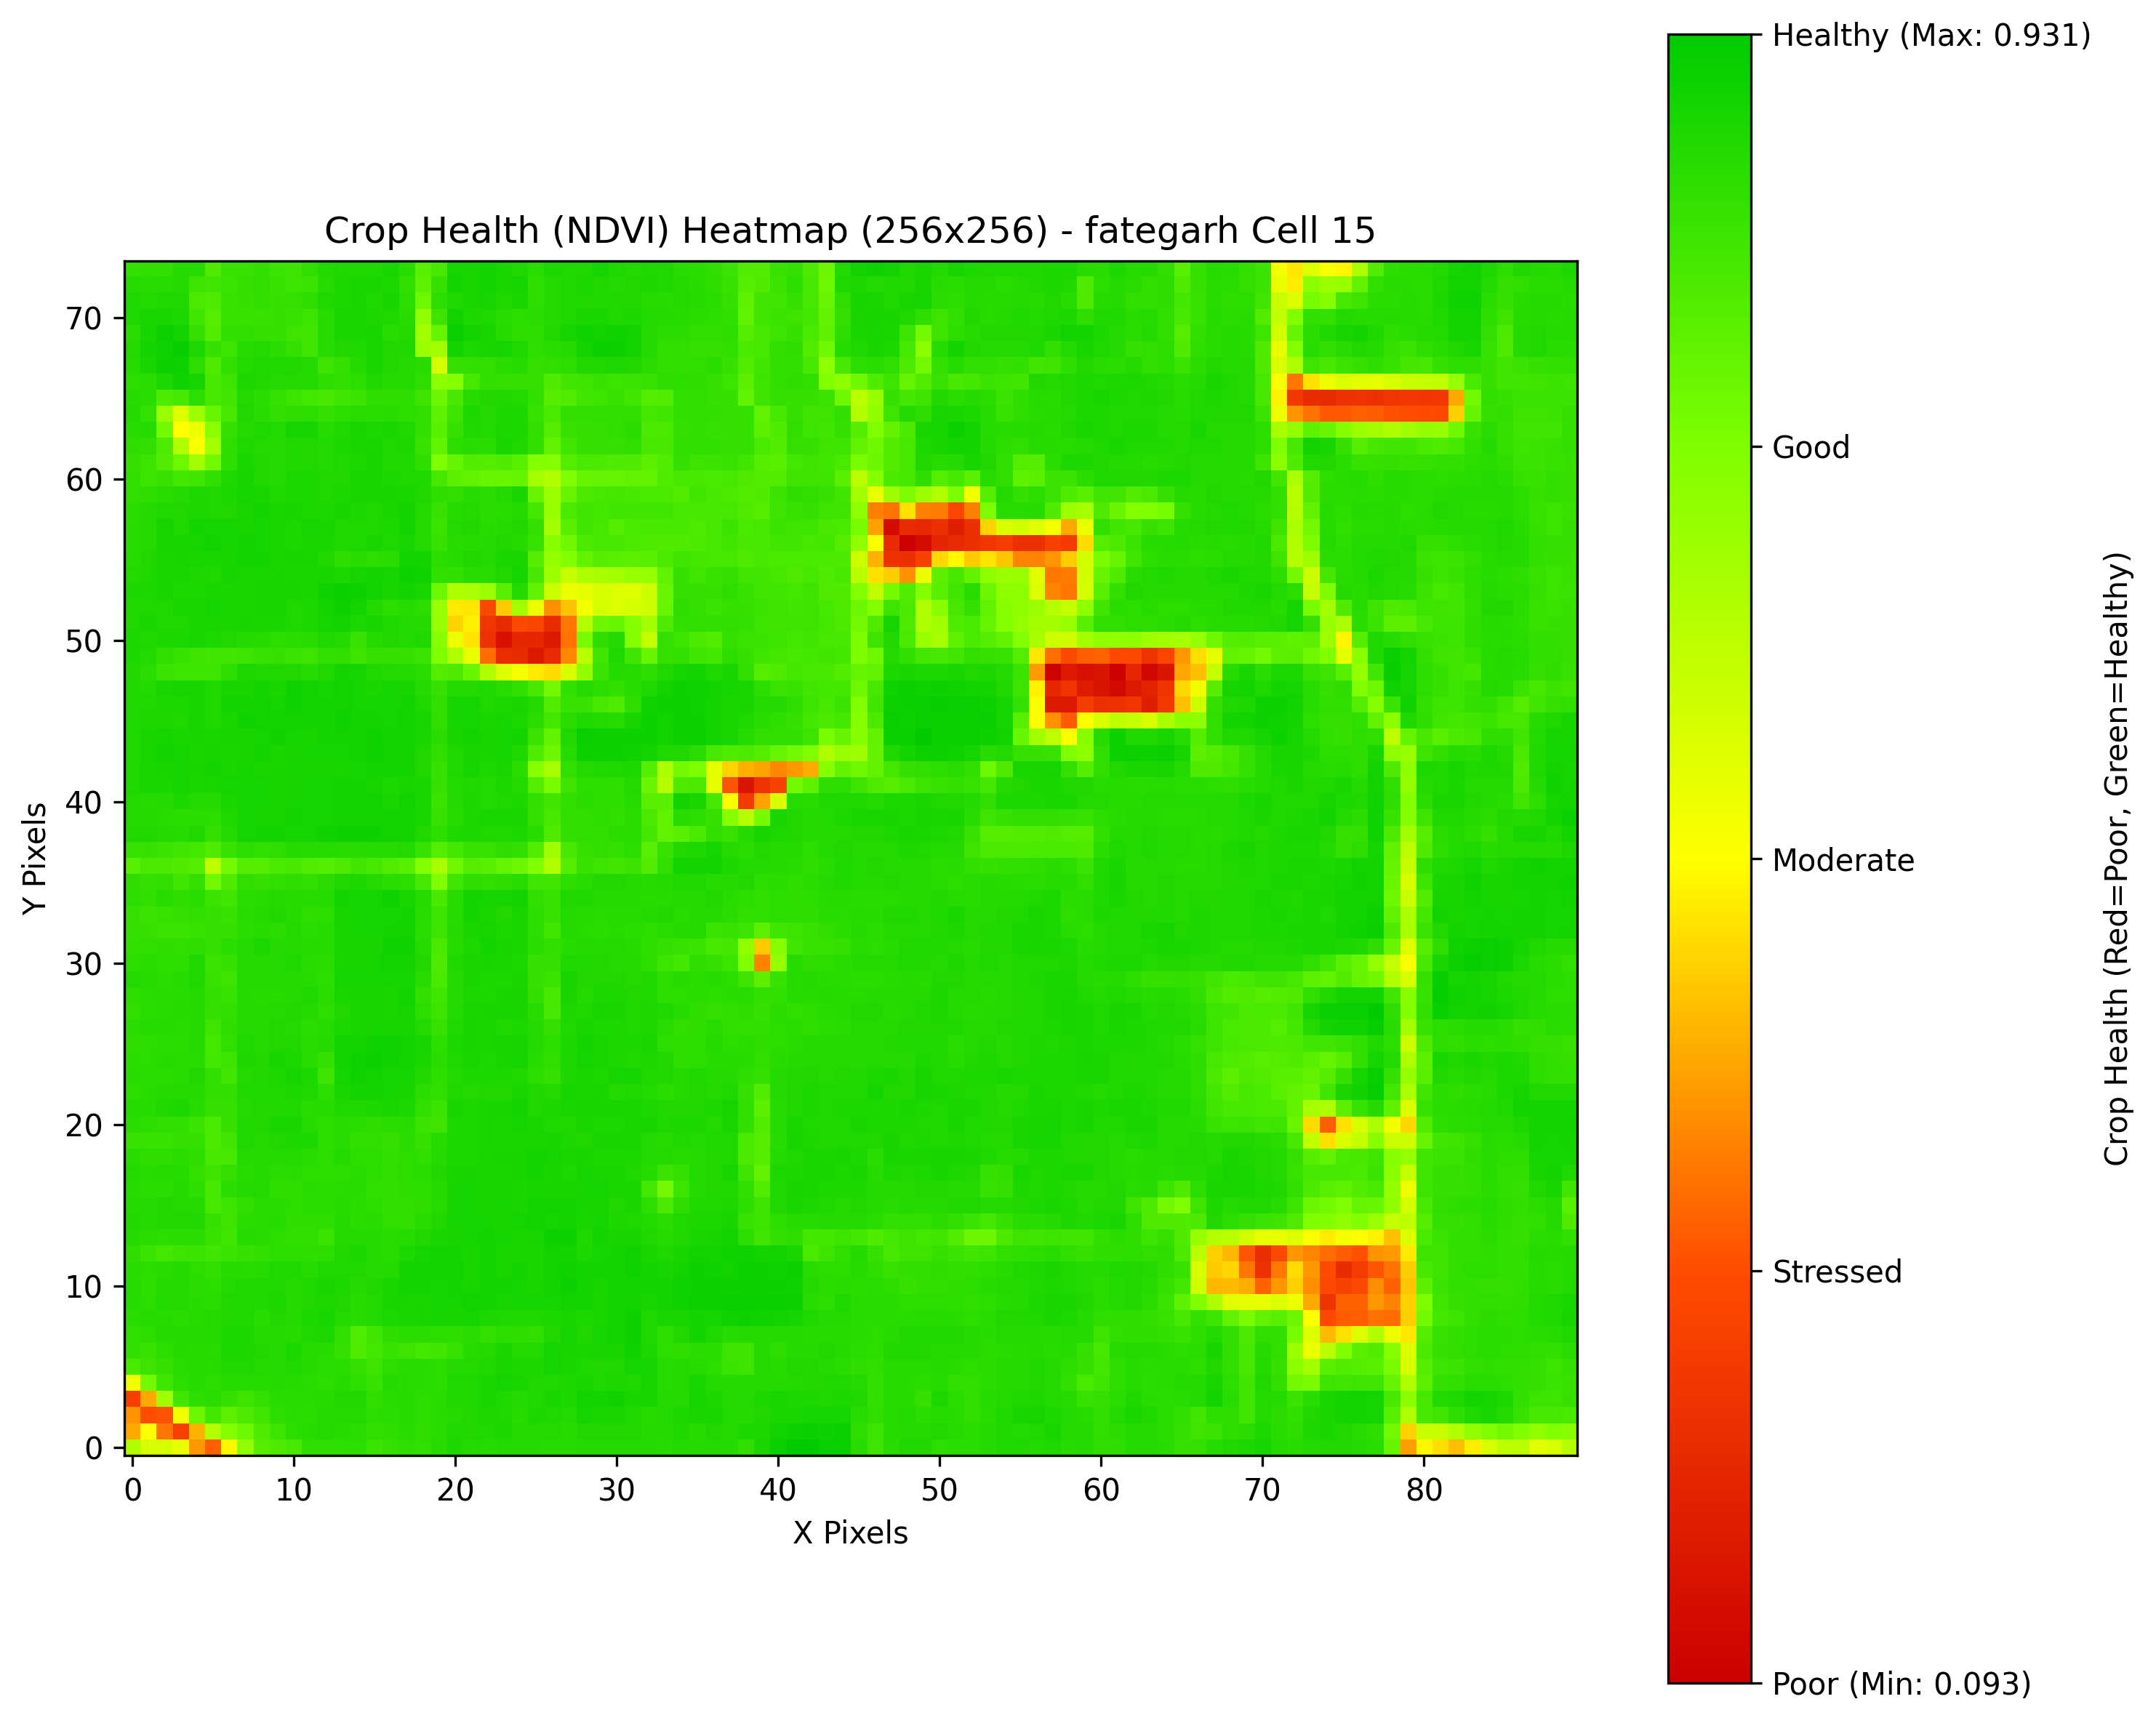 Crop Health (NDVI) Heatmap (256x256) - fategarh Cell 15
Y Pixels
70
60
50
40
30
20
10
0
0 10 20 30 40 50 60 70 80
X Pixels
Healthy (Max: 0.931)
Good
Moderate
Stressed
Poor (Min: 0.093)
Crop Health (Red=Poor, Green=Healthy)